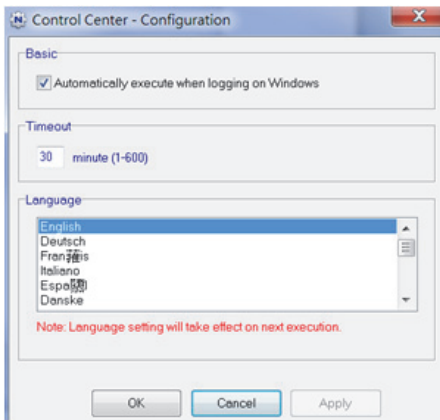 Control Center - Configuration
Basic
Automatically execute when logging on Windows
Timeout
30 minute (1-600)
Language
English
Deutsch
Italiano
Danske
Note: Language setting will take effect on next execution.
OK
Cancel
Apply